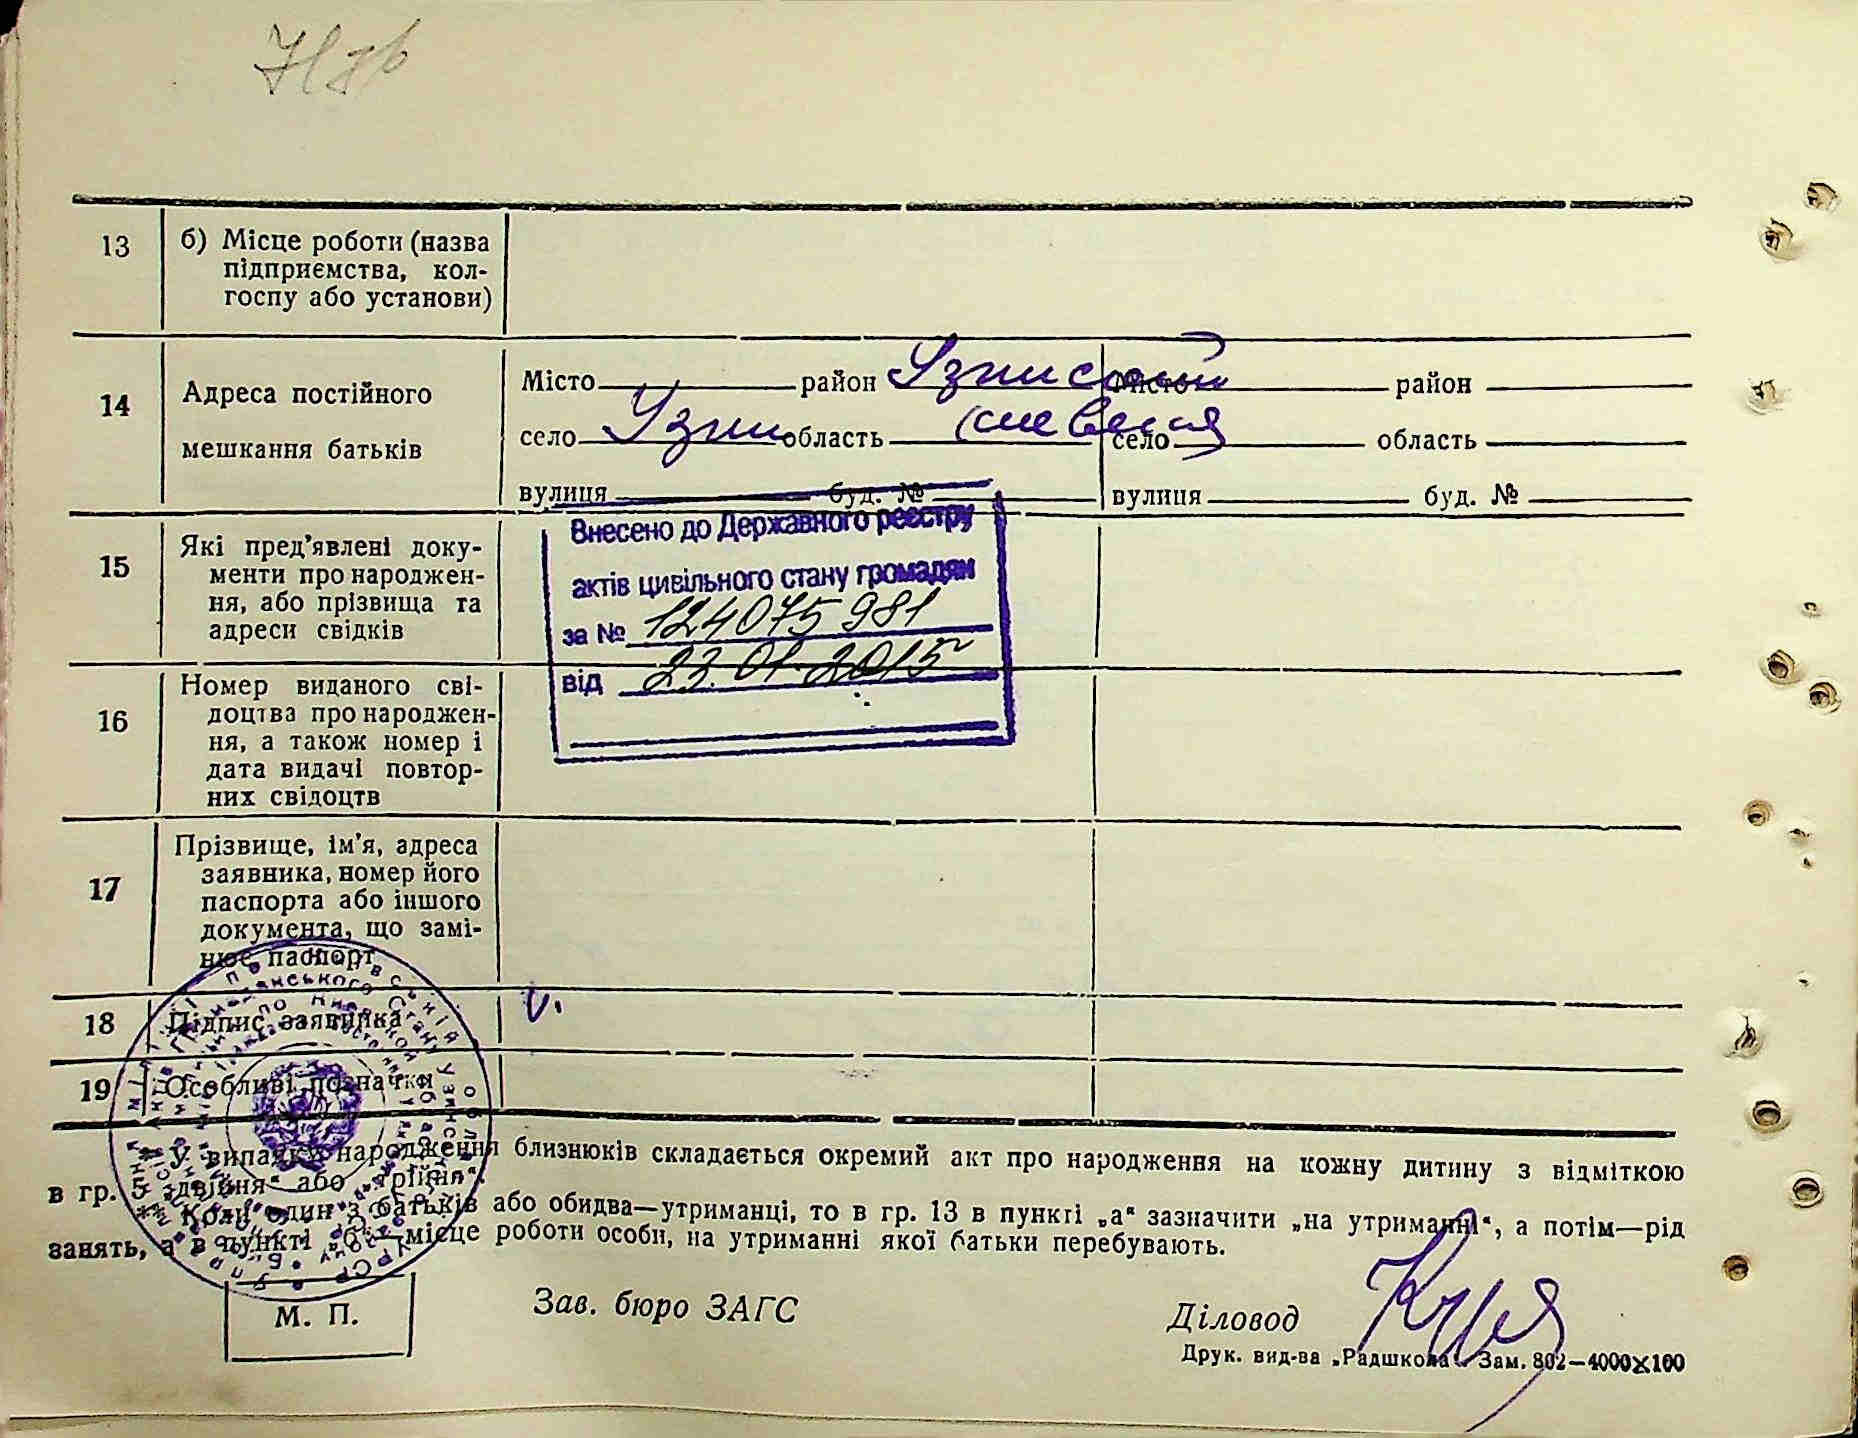 13
б) Місце роботи (назва
підприємства, кол-
госпу або установи)
14
Адреса постійного
мешкання батьків
Місто район Узинський
село Узин область Київська
вулиця буд. №
Місто район
село область
вулиця буд. №
15
Які пред'явлені доку-
менти про народжен-
ня, або прізвища та
адреси свідків
Внесено до Державного реєстру
актів цивільного стану громадян
за № 124075981
від 22.01.2015
16
Номер виданого сві-
доцтва про народжен-
ня, а також номер і
дата видачі повтор-
них свідоцтв
17
Прізвище, ім'я, адреса
заявника, номер його
паспорта або іншого
документа, що замі-
нює паспорт
18
Підпис заявника
19
Особливі позначки
* У випадку народження близнюків складається окремий акт про народження на кожну дитину з відміткою
в гр. 5 „двійня“ або „трійня“.
** Коли один з батьків або обидва—утриманці, то в гр. 13 в пункті „а“ зазначити „на утриманні“, а потім—рід
занять, а в пункті „б“—місце роботи особи, на утриманні якої батьки перебувають.
М. П.
Зав. бюро ЗАГС
Діловод
Друк. вид-ва „Радшкола“. Зам. 802—4000×100